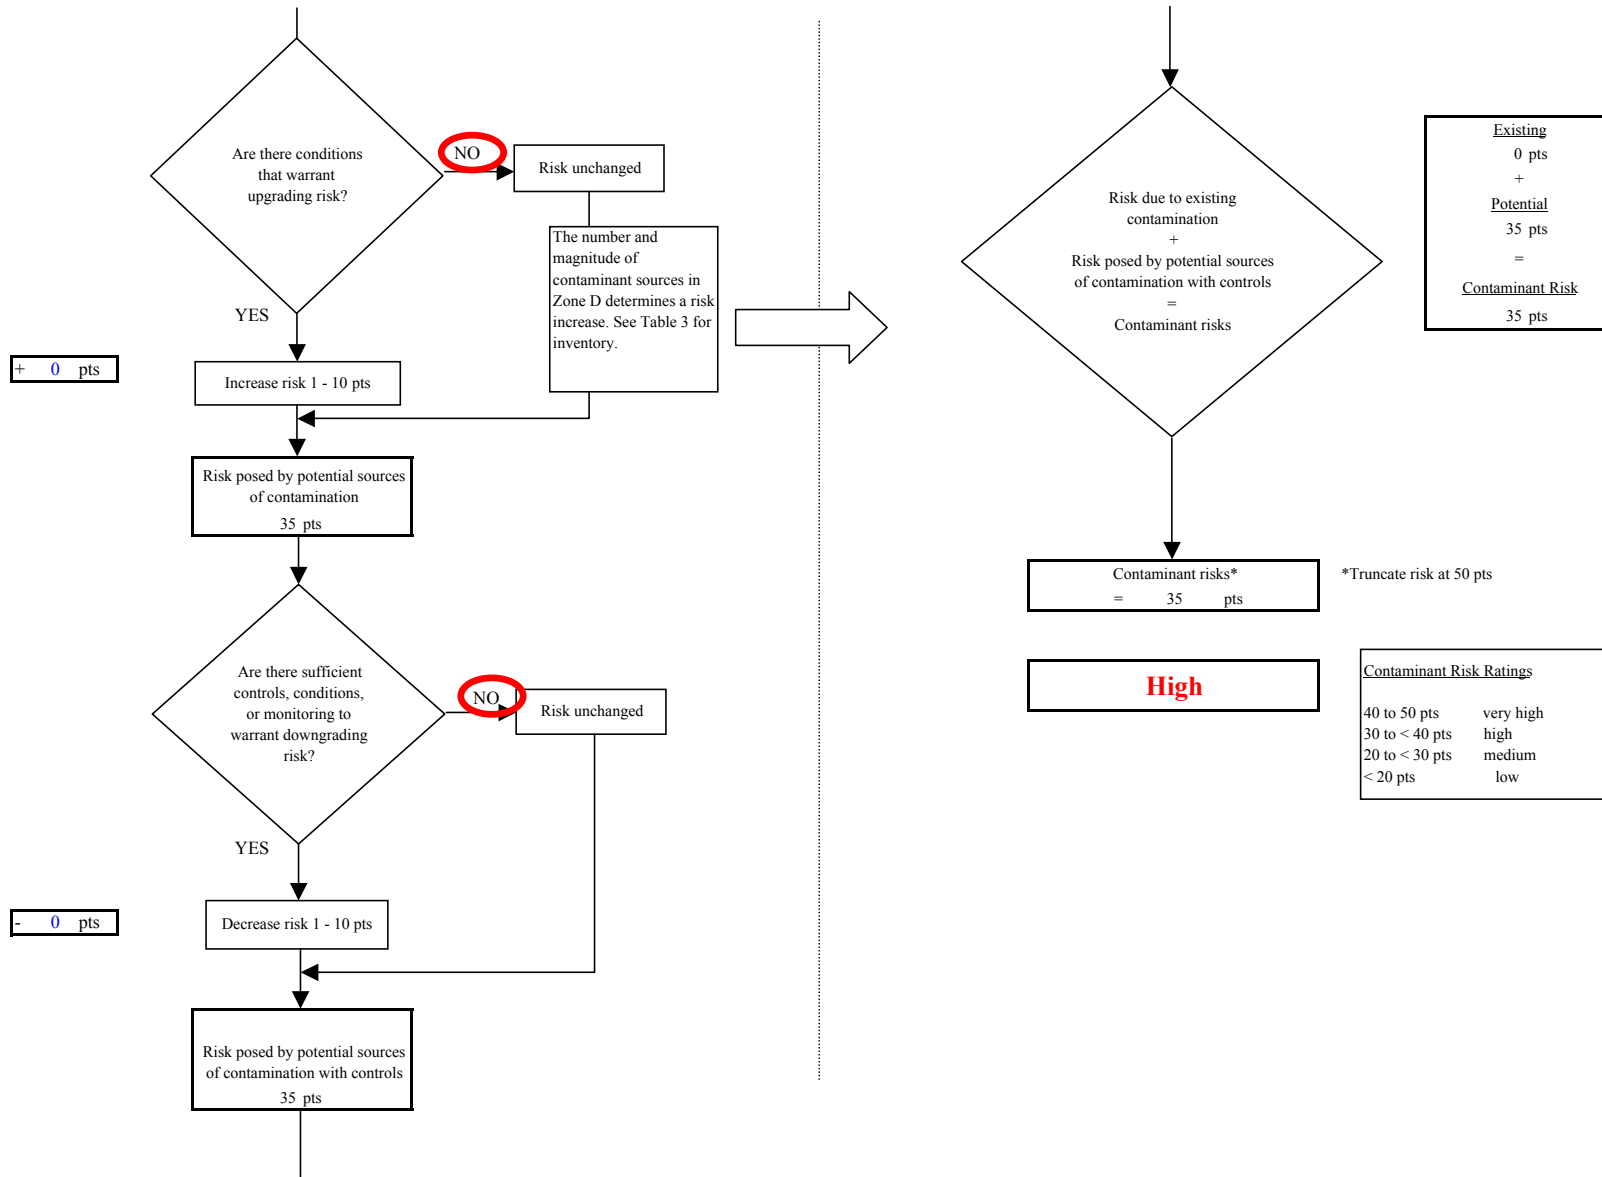 Are there conditions
that warrant
upgrading risk?
NO
Risk unchanged
The number and
magnitude of
contaminant sources in
Zone D determines a risk
increase. See Table 3 for
inventory.
YES
+ 0 pts
Increase risk 1 - 10 pts
Risk posed by potential sources
of contamination
35 pts
Are there sufficient
controls, conditions,
or monitoring to
warrant downgrading
risk?
NO
Risk unchanged
YES
- 0 pts
Decrease risk 1 - 10 pts
Risk posed by potential sources
of contamination with controls
35 pts
Risk due to existing
contamination
+
Risk posed by potential sources
of contamination with controls
=
Contaminant risks
Existing
0 pts
+
Potential
35 pts
=
Contaminant Risk
35 pts
Contaminant risks*
= 35 pts
*Truncate risk at 50 pts
High
Contaminant Risk Ratings
40 to 50 pts very high
30 to < 40 pts high
20 to < 30 pts medium
< 20 pts low